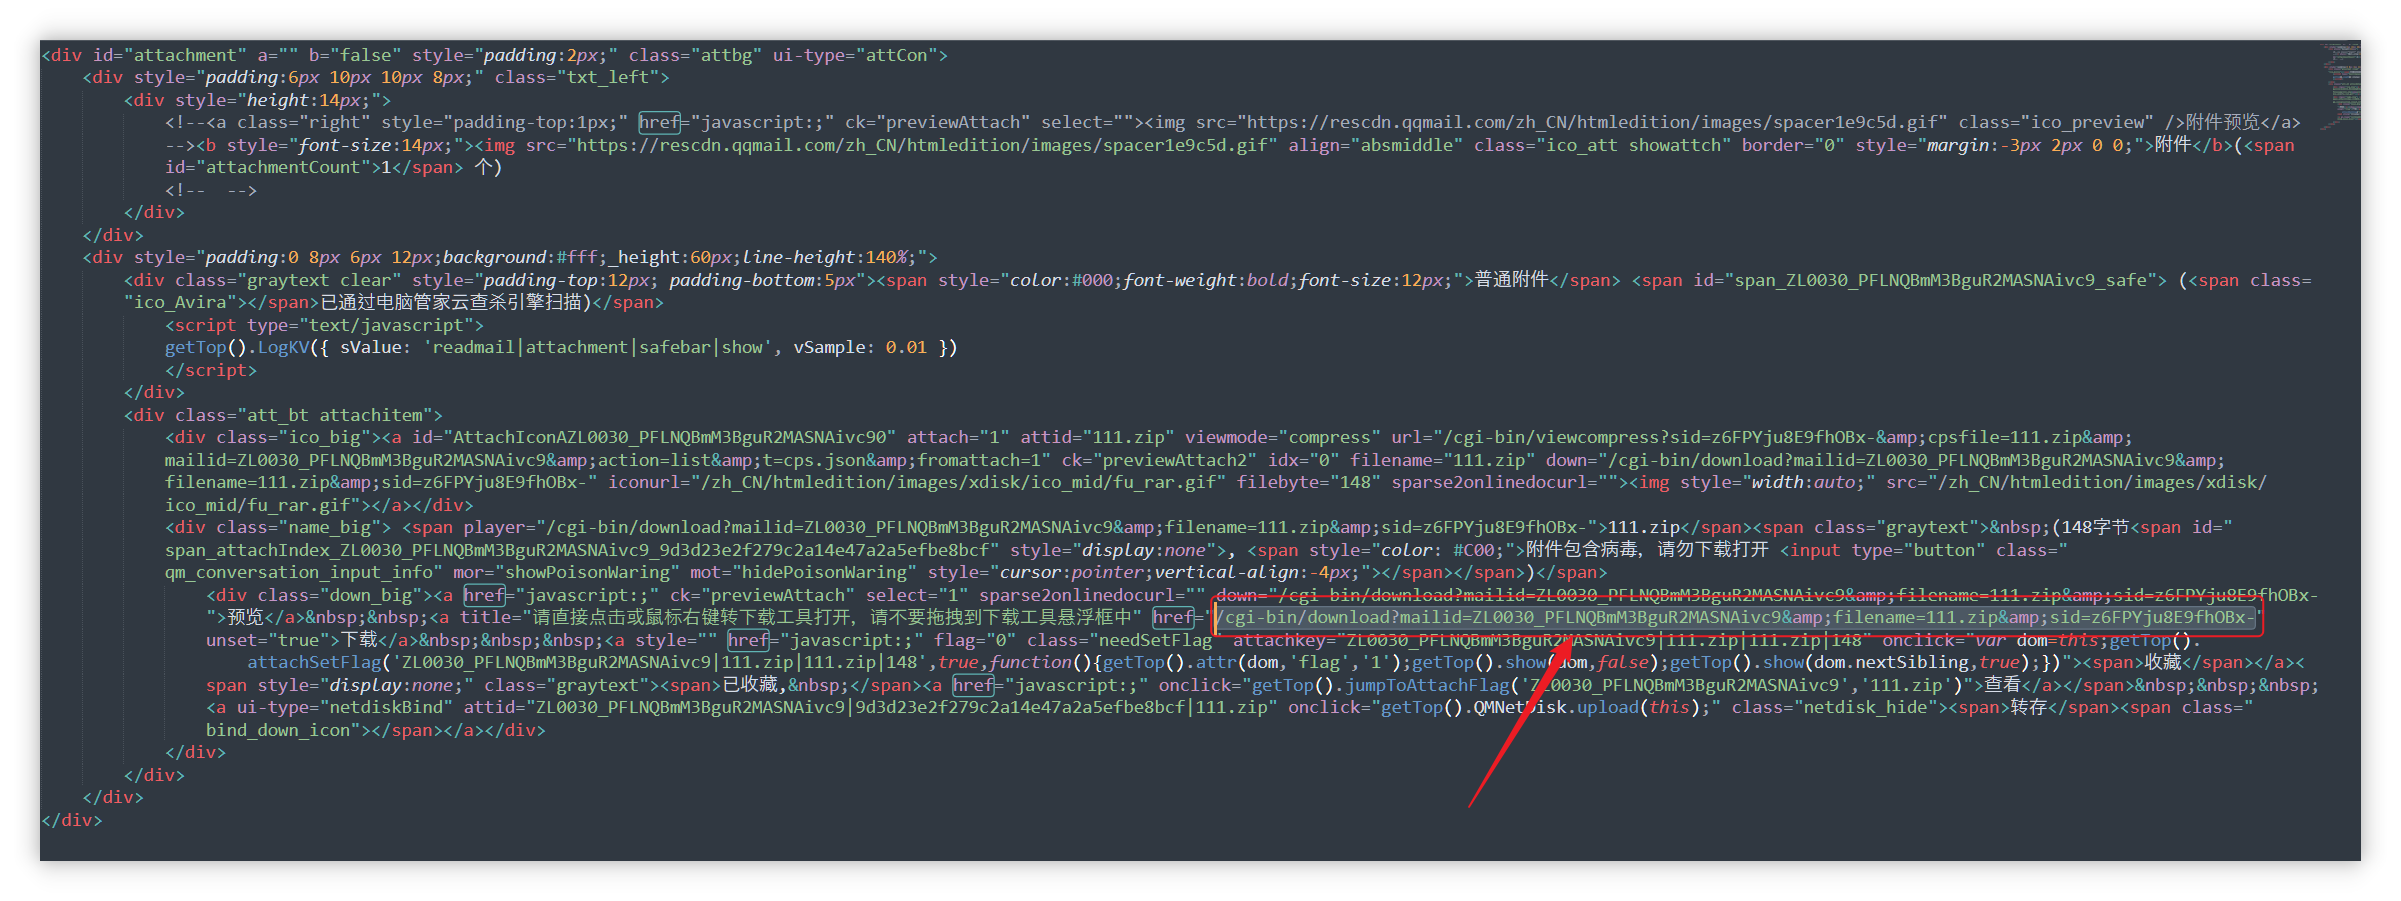 <div id="attachment" a="" b="false" style="padding:2px;" class="attbg" ui-type="attCon">
<div style="padding:6px 10px 10px 8px;" class="txt_left">
<div style="height:14px;">
<!--<a class="right" style="padding-top:1px;" href="javascript:;" ck="previewAttach" select=""><img src="https://rescdn.qqmail.com/zh_CN/htmledition/images/spacer1e9c5d.gif" class="ico_preview" />附件预览</a>
--><b style="font-size:14px;"><img src="https://rescdn.qqmail.com/zh_CN/htmledition/images/spacer1e9c5d.gif" align="absmiddle" class="ico_att showattch" border="0" style="margin:-3px 2px 0 0;">附件</b>(<span
id="attachmentCount">1</span> 个)
<!--  -->
</div>
</div>
<div style="padding:0 8px 6px 12px;background:#fff;_height:60px;line-height:140%;">
<div class="graytext clear" style="padding-top:12px; padding-bottom:5px"><span style="color:#000;font-weight:bold;font-size:12px;">普通附件</span> <span id="span_ZL0030_PFLNQBmM3BguR2MASNAivc9_safe"> (<span class=
"ico_Avira"></span>已通过电脑管家云查杀引擎扫描)</span>
<script type="text/javascript">
getTop().LogKV({ sValue: 'readmail|attachment|safebar|show', vSample: 0.01 })
</script>
</div>
<div class="att_bt attachitem">
<div class="ico_big"><a id="AttachIconAZL0030_PFLNQBmM3BguR2MASNAivc90" attach="1" attid="111.zip" viewmode="compress" url="/cgi-bin/viewcompress?sid=z6FPYju8E9fhOBx-&amp;cpsfile=111.zip&amp;
mailid=ZL0030_PFLNQBmM3BguR2MASNAivc9&amp;action=list&amp;t=cps.json&amp;fromattach=1" ck="previewAttach2" idx="0" filename="111.zip" down="/cgi-bin/download?mailid=ZL0030_PFLNQBmM3BguR2MASNAivc9&amp;
filename=111.zip&amp;sid=z6FPYju8E9fhOBx-" iconurl="/zh_CN/htmledition/images/xdisk/ico_mid/fu_rar.gif" filebyte="148" sparse2onlinedocurl=""><img style="width:auto;" src="/zh_CN/htmledition/images/xdisk/
ico_mid/fu_rar.gif"></a></div>
<div class="name_big"> <span player="/cgi-bin/download?mailid=ZL0030_PFLNQBmM3BguR2MASNAivc9&amp;filename=111.zip&amp;sid=z6FPYju8E9fhOBx-">111.zip</span><span class="graytext">&nbsp;(148字节<span id="
span_attachIndex_ZL0030_PFLNQBmM3BguR2MASNAivc9_9d3d23e2f279c2a14e47a2a5efbe8bcf" style="display:none">, <span style="color: #C00;">附件包含病毒，请勿下载打开 <input type="button" class="
qm_conversation_input_info" mor="showPoisonWaring" mot="hidePoisonWaring" style="cursor:pointer;vertical-align:-4px;"></span></span>)</span>
<div class="down_big"><a href="javascript:;" ck="previewAttach" select="1" sparse2onlinedocurl="" down="/cgi-bin/download?mailid=ZL0030_PFLNQBmM3BguR2MASNAivc9&amp;filename=111.zip&amp;sid=z6FPYju8E9fhOBx-
">预览</a>&nbsp;&nbsp;<a title="请直接点击或鼠标右键转下载工具打开，请不要拖拽到下载工具悬浮框中" href="/cgi-bin/download?mailid=ZL0030_PFLNQBmM3BguR2MASNAivc9&amp;filename=111.zip&amp;sid=z6FPYju8E9fhOBx-"
unset="true">下载</a>&nbsp;&nbsp;&nbsp;<a style="" href="javascript:;" flag="0" class="needSetFlag" attachkey="ZL0030_PFLNQBmM3BguR2MASNAivc9|111.zip|111.zip|148" onclick="var dom=this;getTop().
attachSetFlag('ZL0030_PFLNQBmM3BguR2MASNAivc9|111.zip|111.zip|148',true,function(){getTop().attr(dom,'flag','1');getTop().show(dom,false);getTop().show(dom.nextSibling,true);})"><span>收藏</span></a><
span style="display:none;" class="graytext"><span>已收藏,&nbsp;</span><a href="javascript:;" onclick="getTop().jumpToAttachFlag('ZL0030_PFLNQBmM3BguR2MASNAivc9','111.zip')">查看</a></span>&nbsp;&nbsp;&nbsp;
<a ui-type="netdiskBind" attid="ZL0030_PFLNQBmM3BguR2MASNAivc9|9d3d23e2f279c2a14e47a2a5efbe8bcf|111.zip" onclick="getTop().QMNetDisk.upload(this);" class="netdisk_hide"><span>转存</span><span class="
bind_down_icon"></span></a></div>
</div>
</div>
</div>
</div>